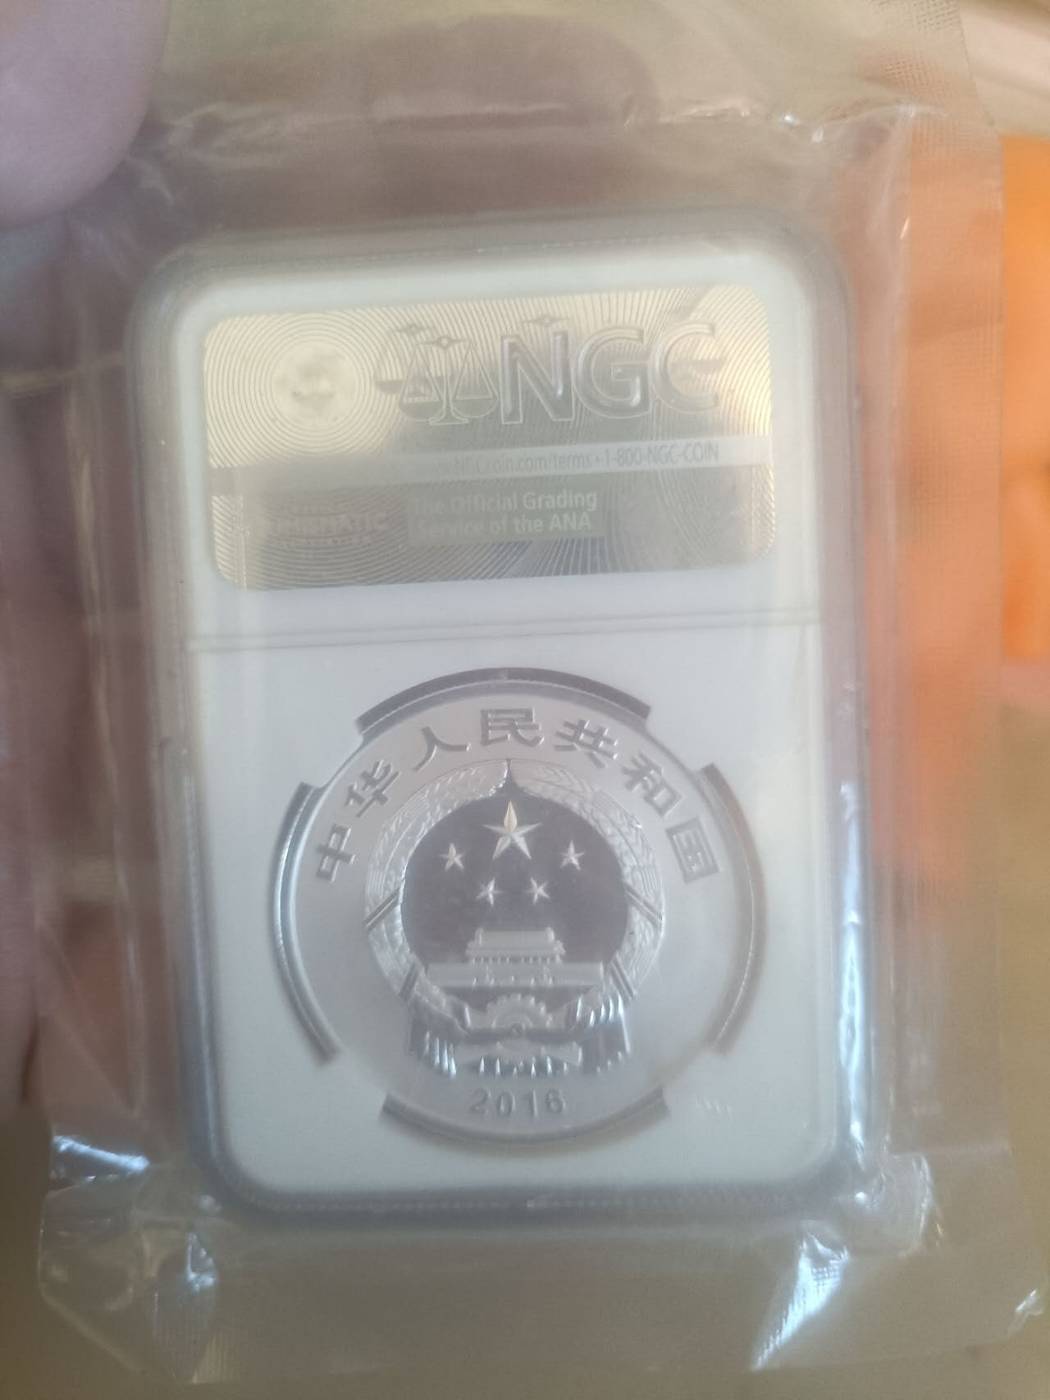 NGC
www.NGCcoin.com/terms • 1-800-NGC-COIN
The Official Grading
Service of the ANA
中华人民共和国
2016